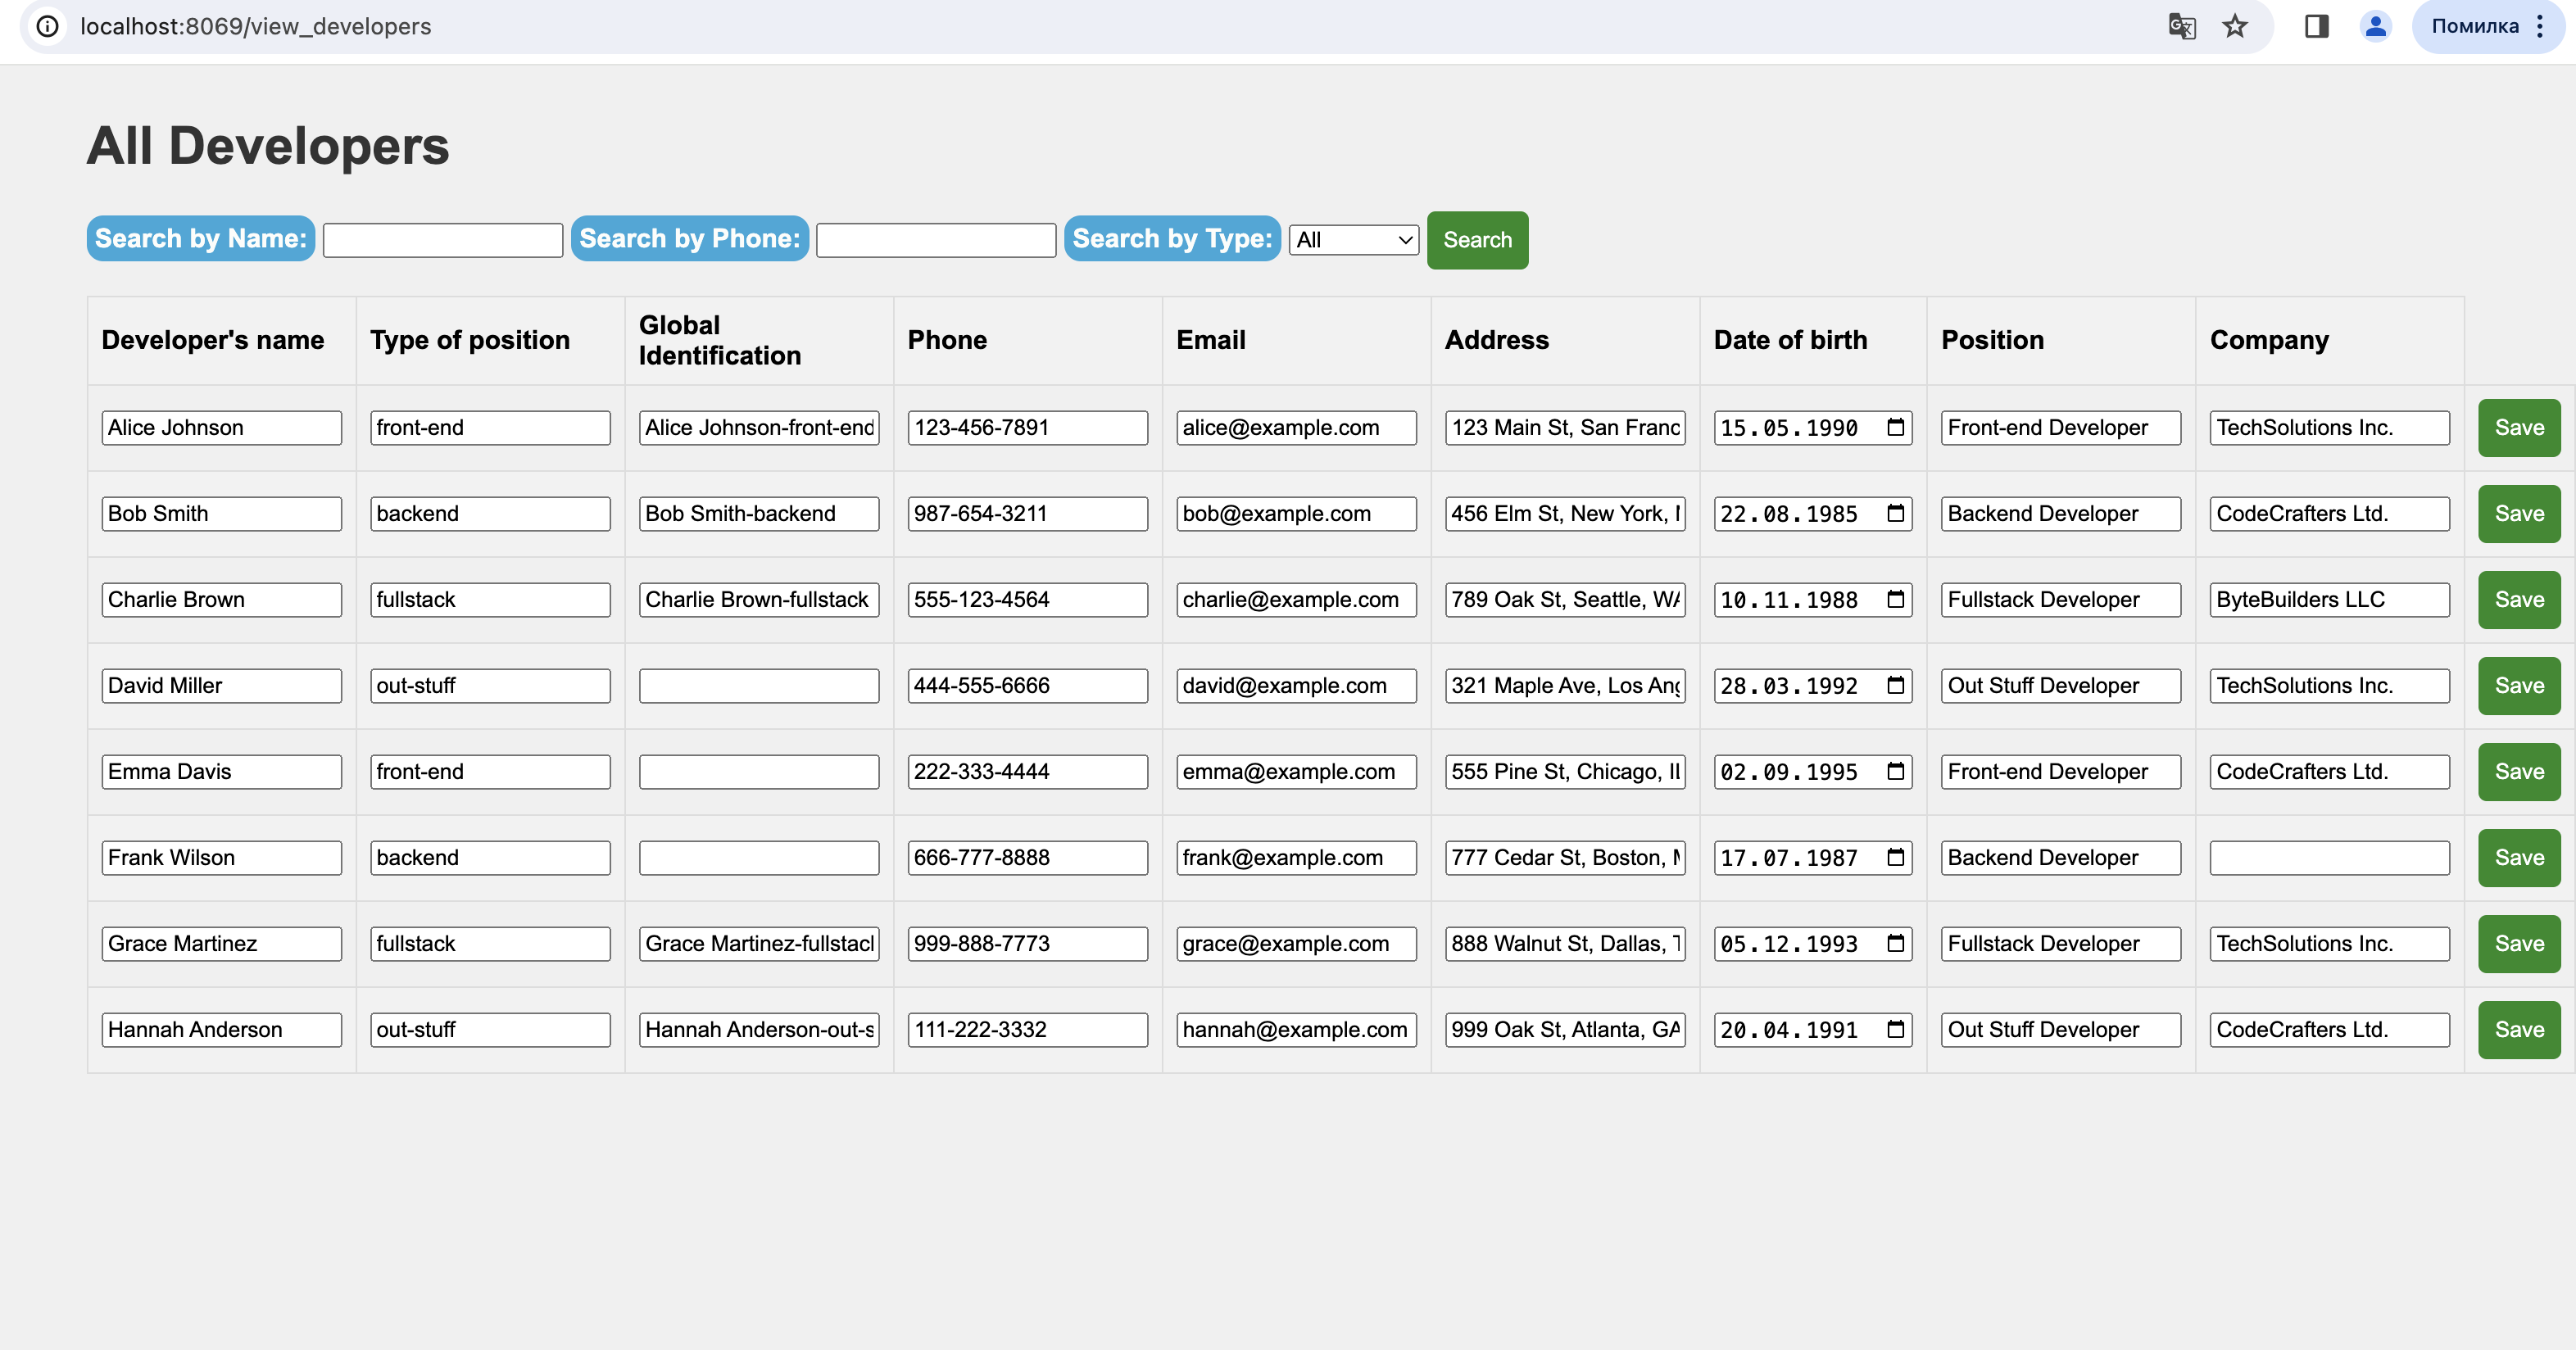 localhost:8069/view_developers
Помилка
All Developers
Search by Name: Search by Phone: Search by Type: All Search
Developer's name Type of position Global Identification Phone Email Address Date of birth Position Company
Alice Johnson front-end Alice Johnson-front-end 123-456-7891 alice@example.com 123 Main St, San Franc 15.05.1990 Front-end Developer TechSolutions Inc. Save
Bob Smith backend Bob Smith-backend 987-654-3211 bob@example.com 456 Elm St, New York, 22.08.1985 Backend Developer CodeCrafters Ltd. Save
Charlie Brown fullstack Charlie Brown-fullstack 555-123-4564 charlie@example.com 789 Oak St, Seattle, WA 10.11.1988 Fullstack Developer ByteBuilders LLC Save
David Miller out-stuff 444-555-6666 david@example.com 321 Maple Ave, Los Ang 28.03.1992 Out Stuff Developer TechSolutions Inc. Save
Emma Davis front-end 222-333-4444 emma@example.com 555 Pine St, Chicago, IL 02.09.1995 Front-end Developer CodeCrafters Ltd. Save
Frank Wilson backend 666-777-8888 frank@example.com 777 Cedar St, Boston, 17.07.1987 Backend Developer Save
Grace Martinez fullstack Grace Martinez-fullstack 999-888-7773 grace@example.com 888 Walnut St, Dallas, 05.12.1993 Fullstack Developer TechSolutions Inc. Save
Hannah Anderson out-stuff Hannah Anderson-out-s 111-222-3332 hannah@example.com 999 Oak St, Atlanta, GA 20.04.1991 Out Stuff Developer CodeCrafters Ltd. Save